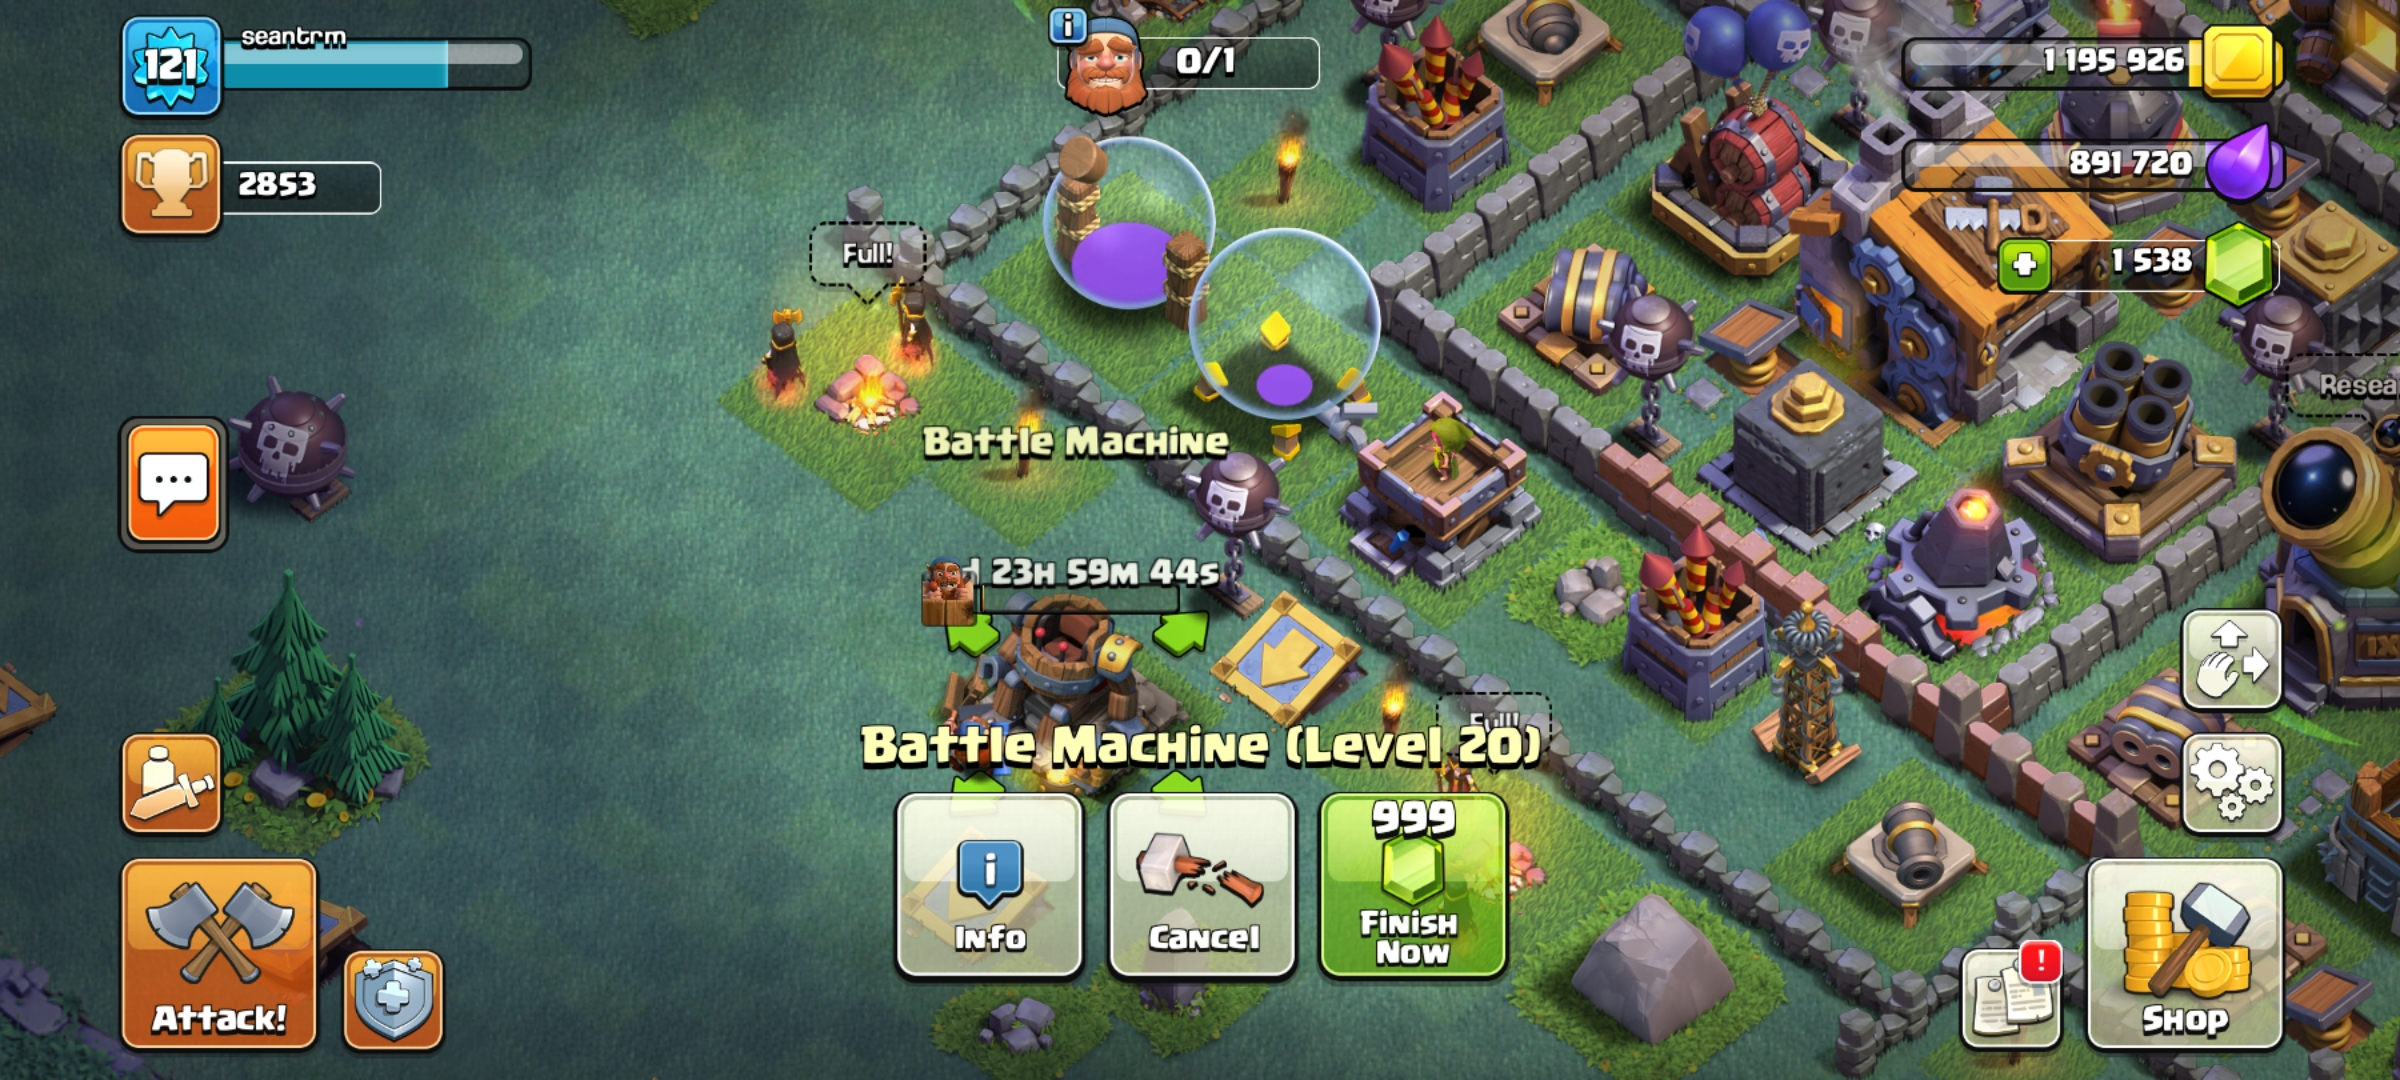 121
seantrm
0/1
1 195 926
2853
891 720
Full!
1 538
Battle Machine
23H 59M 44s
Full!
Battle Machine (Level 20)
999
Info
Cancel
Finish
Now
Attack!
!
Shop